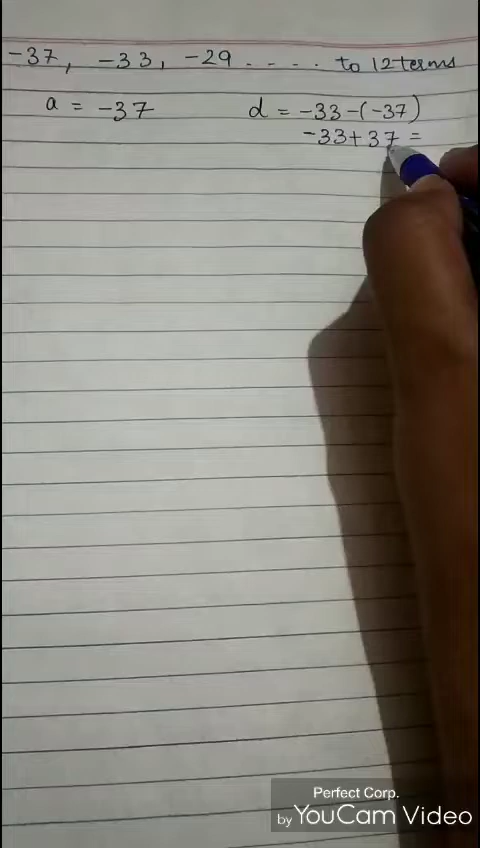 -37, -33, -29 . . . . to 12 terms
a = -37 d = -33-(-37)
-33+37 =
Perfect Corp.
by YouCam Video